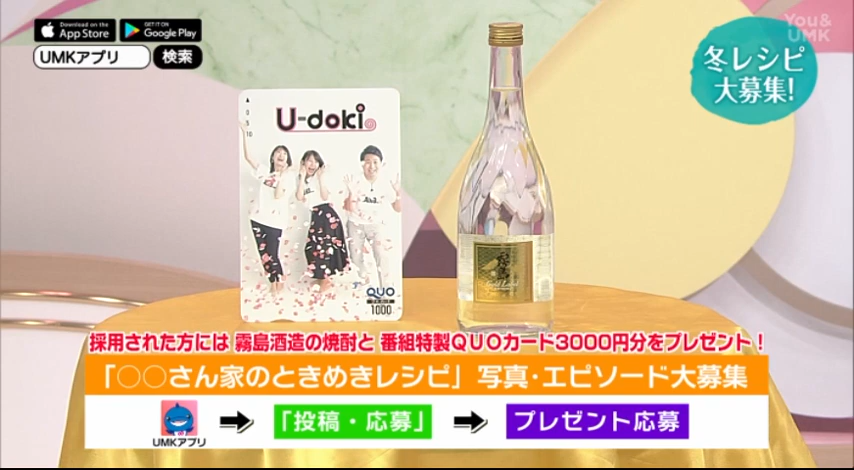 Download on the
App Store
GET IT ON
Google Play
UMKアプリ
検索
You&
UMK
冬レシピ
大募集!
U-doki
0
5
10
QUO
1000
Gold Label
採用された方には 霧島酒造の焼酎と 番組特製QUOカード3000円分をプレゼント!
「○○さん家のときめきレシピ」写真・エピソード大募集
UMKアプリ
「投稿・応募」
プレゼント応募